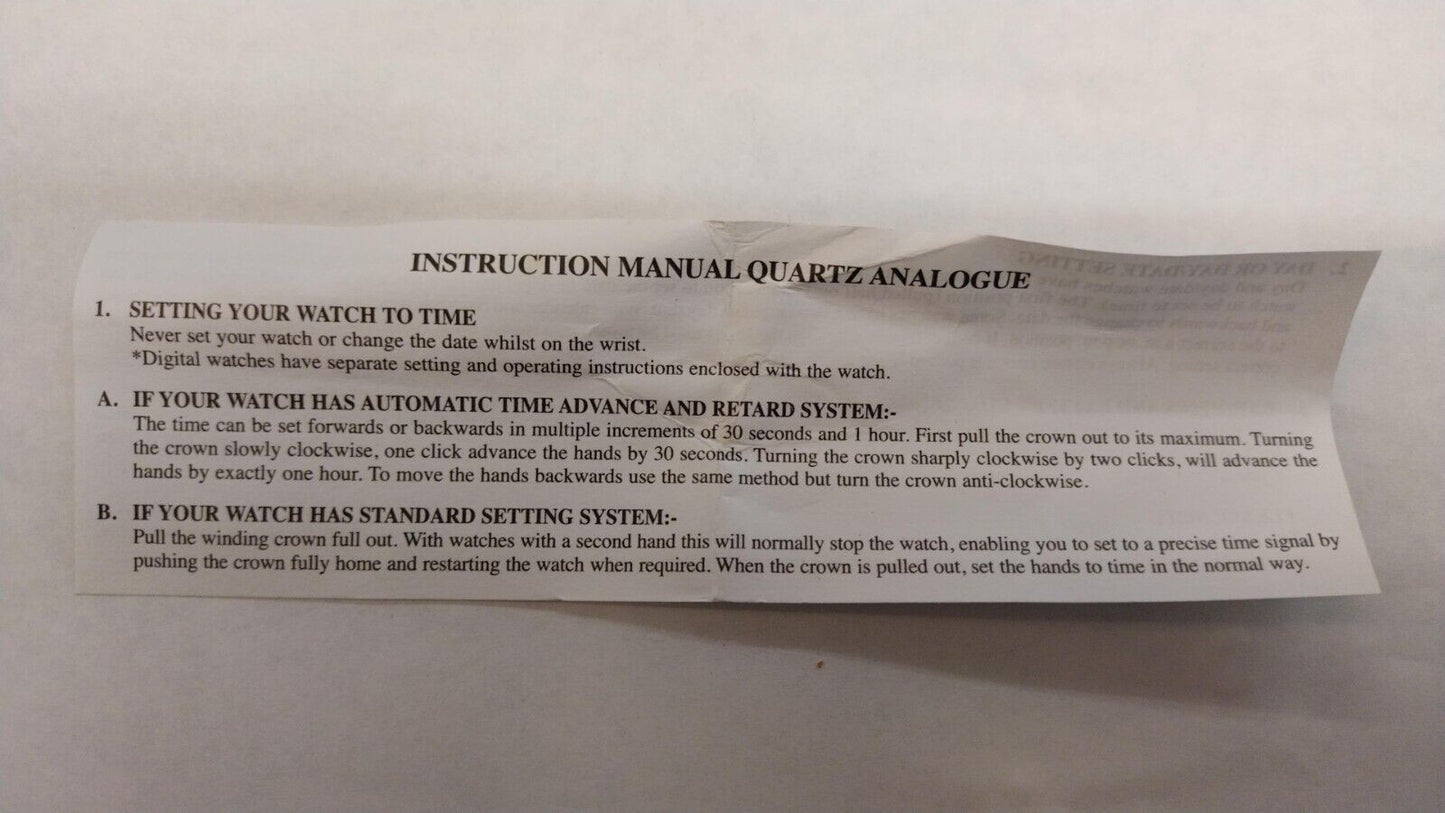 INSTRUCTION MANUAL QUARTZ ANALOGUE
1. SETTING YOUR WATCH TO TIME
Never set your watch or change the date whilst on the wrist.
*Digital watches have separate setting and operating instructions enclosed with the watch.
A. IF YOUR WATCH HAS AUTOMATIC TIME ADVANCE AND RETARD SYSTEM:-
The time can be set forwards or backwards in multiple increments of 30 seconds and 1 hour. First pull the crown out to its maximum. Turning
the crown slowly clockwise, one click advance the hands by 30 seconds. Turning the crown sharply clockwise by two clicks, will advance the
hands by exactly one hour. To move the hands backwards use the same method but turn the crown anti-clockwise.
B. IF YOUR WATCH HAS STANDARD SETTING SYSTEM:-
Pull the winding crown full out. With watches with a second hand this will normally stop the watch, enabling you to set to a precise time signal by
pushing the crown fully home and restarting the watch when required. When the crown is pulled out, set the hands to time in the normal way.
2. DAY OR DAY/DATE SETTING